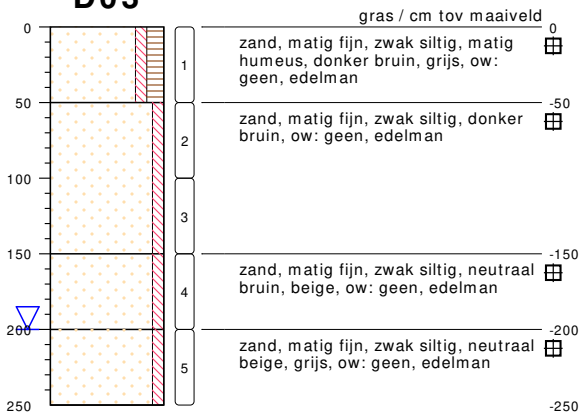 gras / cm tov maaiveld
0
0
zand, matig fijn, zwak siltig, matig
humeus, donker bruin, grijs, ow:
geen, edelman
1
50
-50
zand, matig fijn, zwak siltig, donker
bruin, ow: geen, edelman
2
100
3
150
-150
zand, matig fijn, zwak siltig, neutraal
bruin, beige, ow: geen, edelman
4
200
-200
zand, matig fijn, zwak siltig, neutraal
beige, grijs, ow: geen, edelman
5
250
-250